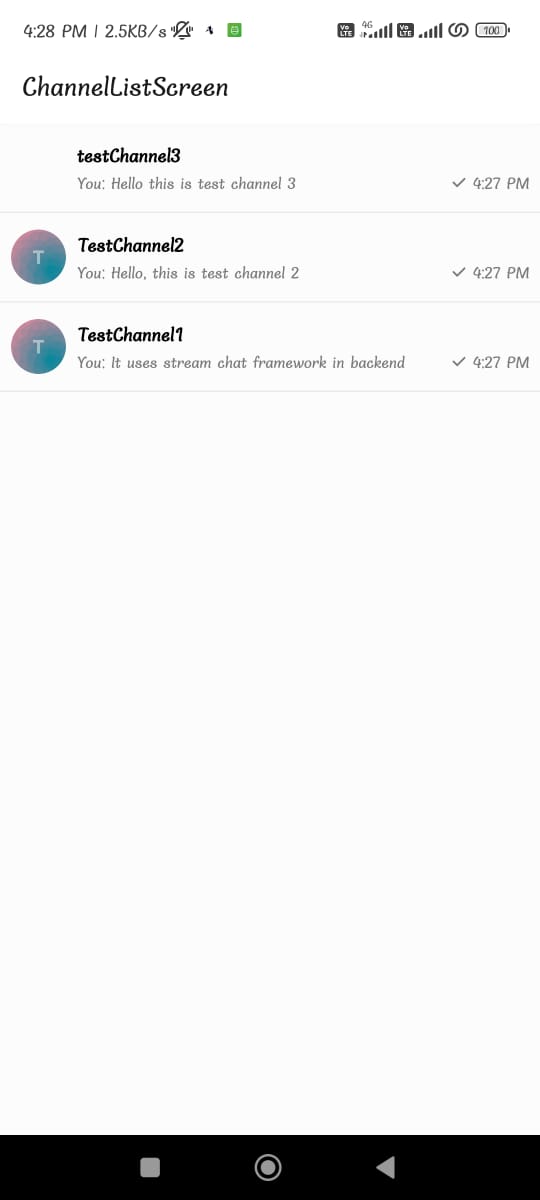 4:28 PM | 2.5KB/s Vo LTE 4G Vo LTE 100
ChannelListScreen
testChannel3
You: Hello this is test channel 3 4:27 PM
T
TestChannel2
You: Hello, this is test channel 2 4:27 PM
T
TestChannel1
You: It uses stream chat framework in backend 4:27 PM